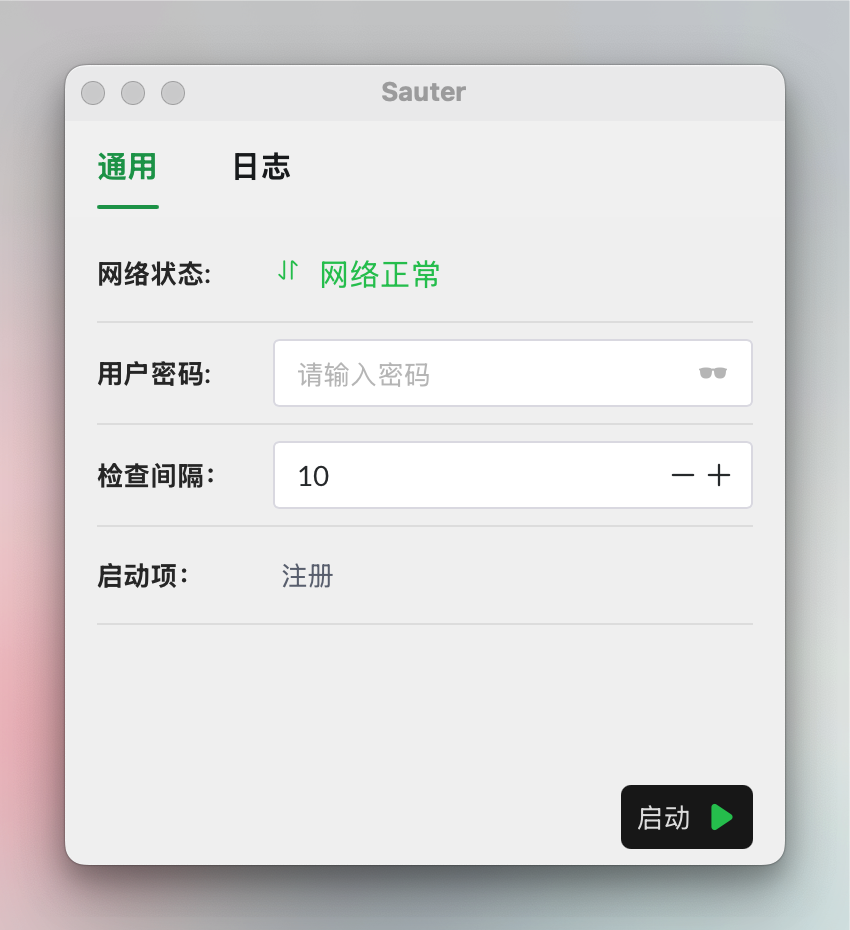 Sauter
通用 日志
网络状态: 网络正常
用户密码: 请输入密码
检查间隔： 10
启动项： 注册
启动